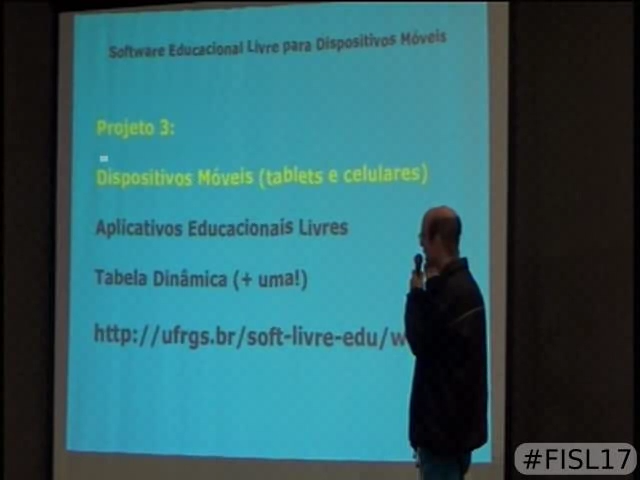 Software Educacional Livre para Dispositivos Móveis
Projeto 3:
Dispositivos Móveis (tablets e celulares)
Aplicativos Educacionais Livres
Tabela Dinâmica (+ uma!)
http://ufrgs.br/soft-livre-edu/w
#FISL17